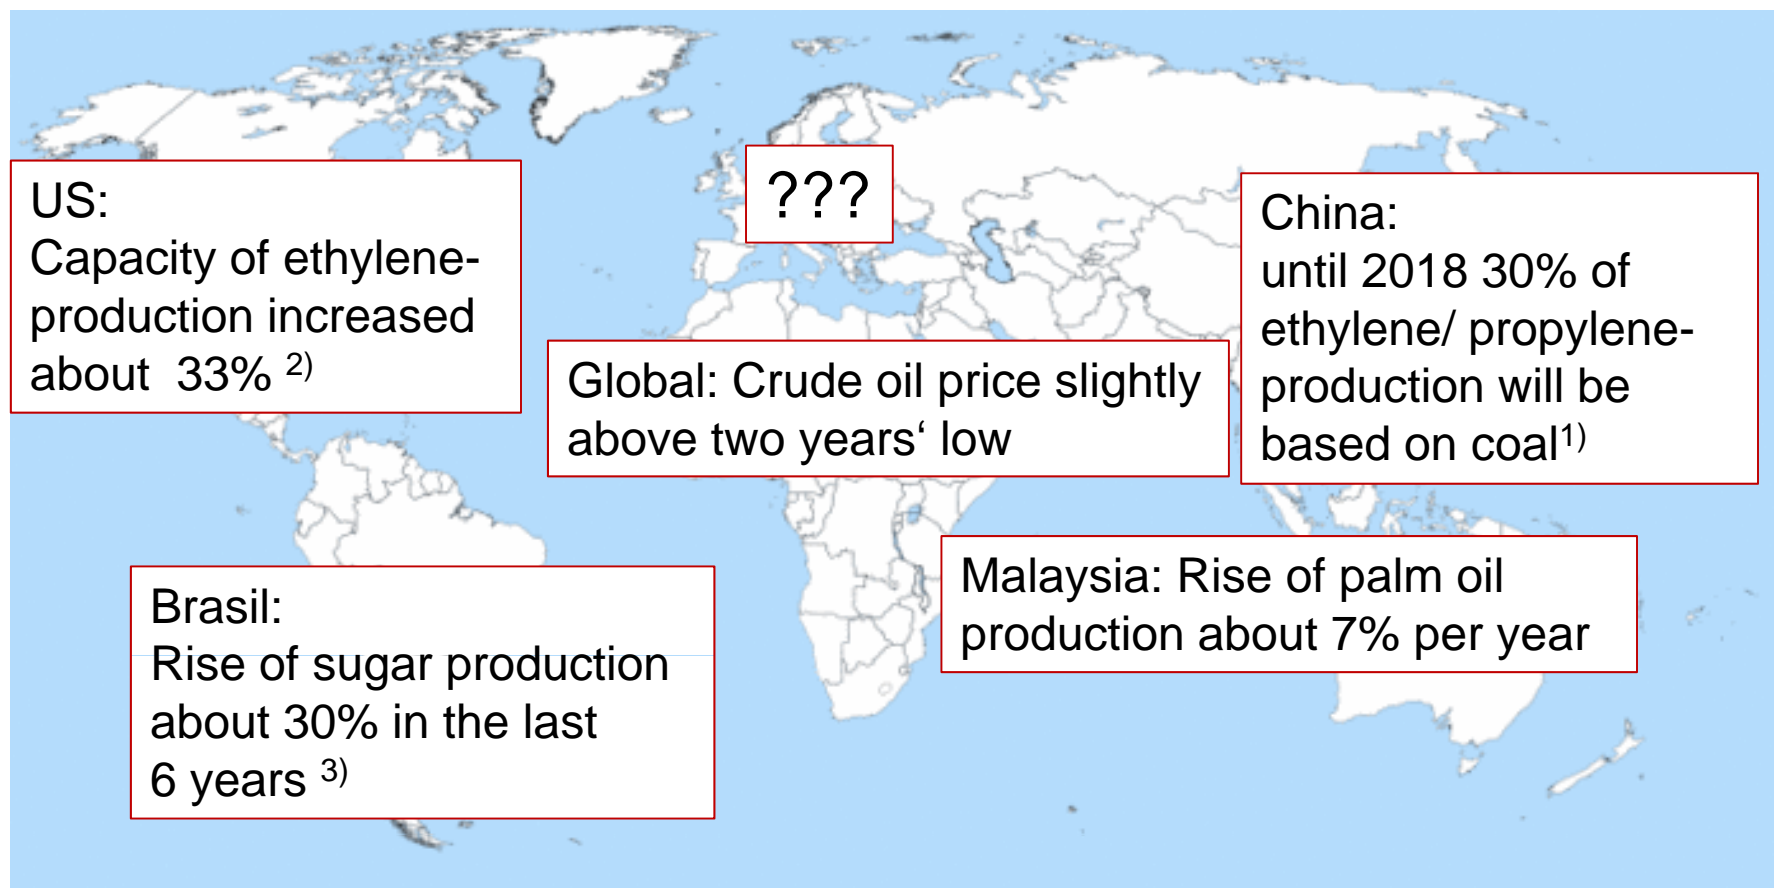 US:
Capacity of ethylene-
production increased
about 33% 2)
???
China:
until 2018 30% of
ethylene/ propylene-
production will be
based on coal1)
Global: Crude oil price slightly
above two years‘ low
Brasil:
Rise of sugar production
about 30% in the last
6 years 3)
Malaysia: Rise of palm oil
production about 7% per year